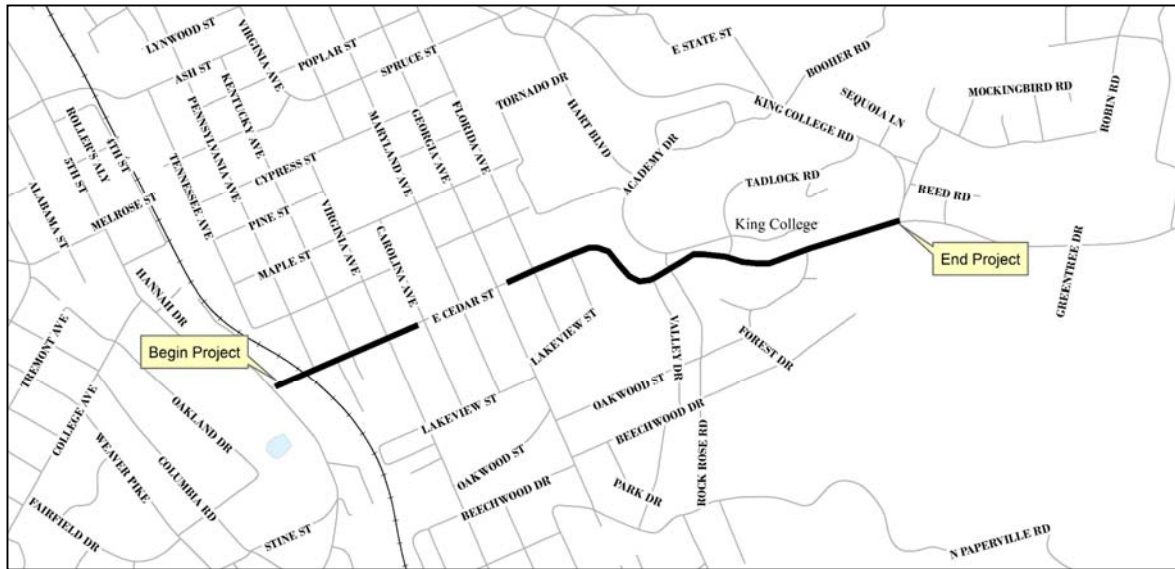 LYNWOOD ST
VIRGINIA AVE
POPLAR ST
ASH ST
SPRUCE ST
E STATE ST
BOOHER RD
KENTUCKY AVE
TORNADO DR
HART BLVD
SEQUOIA LN
MOCKINGBIRD RD
ROBIN RD
KING COLLEGE RD
PENNSYLVANIA AVE
MARYLAND AVE
GEORGIA AVE
FLORIDA AVE
ROLLER'S ALY
4TH ST
5TH ST
TENNESSEE AVE
CYPRESS ST
ACADEMY DR
TADLOCK RD
REED RD
ALABAMA ST
MELROSE ST
PINE ST
VIRGINIA AVE
CAROLINA AVE
King College
MAPLE ST
End Project
GREENTREE DR
HANNAH DR
E CEDAR ST
LAKEVIEW ST
VALLEY DR
FOREST DR
TREMONT AVE
Begin Project
OAKLAND DR
LAKEVIEW ST
OAKWOOD ST
BEECHWOOD DR
COLLEGE AVE
WEAVER PIKE
COLUMBIA RD
OAKWOOD ST
ROCK ROSE RD
PARK DR
BEECHWOOD DR
FAIRFIELD DR
STINE ST
N PAPERVILLE RD